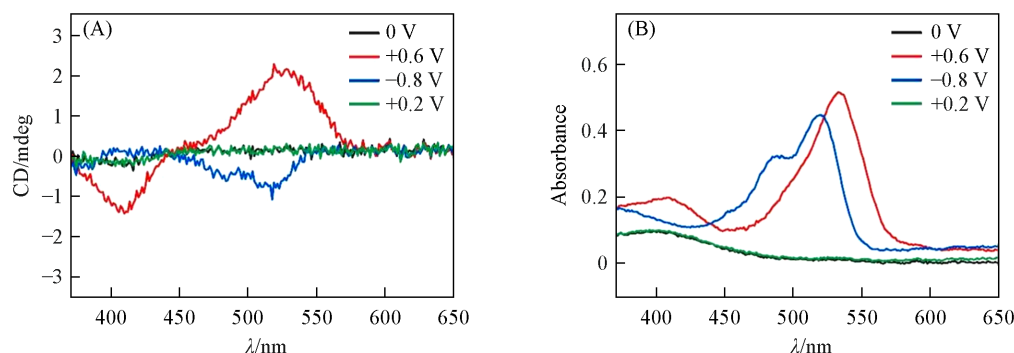 (A)
0 V
+0.6 V
−0.8 V
+0.2 V
3
2
1
0
−1
−2
−3
CD/mdeg
400 450 500 550 600 650
λ/nm
(B)
0 V
+0.6 V
−0.8 V
+0.2 V
0.6
0.4
0.2
0
Absorbance
400 450 500 550 600 650
λ/nm